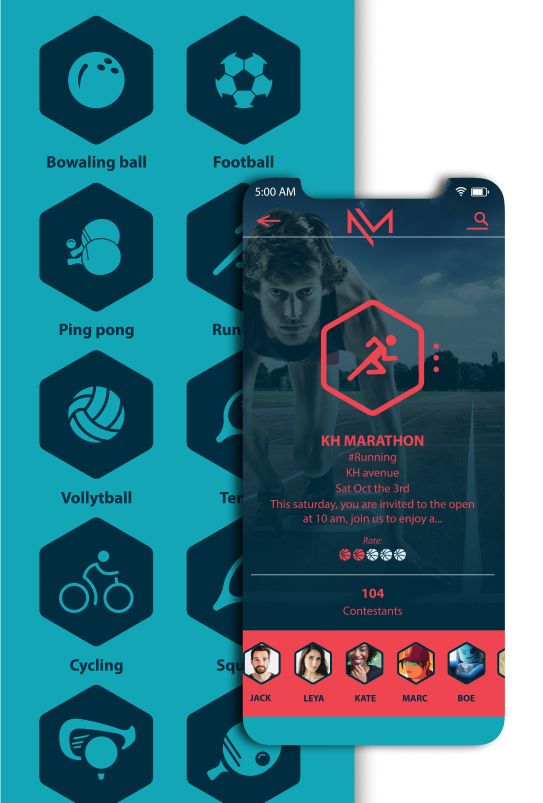 Bowaling ball
Football
Ping pong
Run
Vollytball
Ten
Cycling
Squ
5:00 AM
KH MARATHON
#Running
KH avenue
Sat Oct the 3rd
This saturday, you are invited to the open
at 10 am, join us to enjoy a...
Rate:
104
Contestants
JACK
LEYA
KATE
MARC
BOE